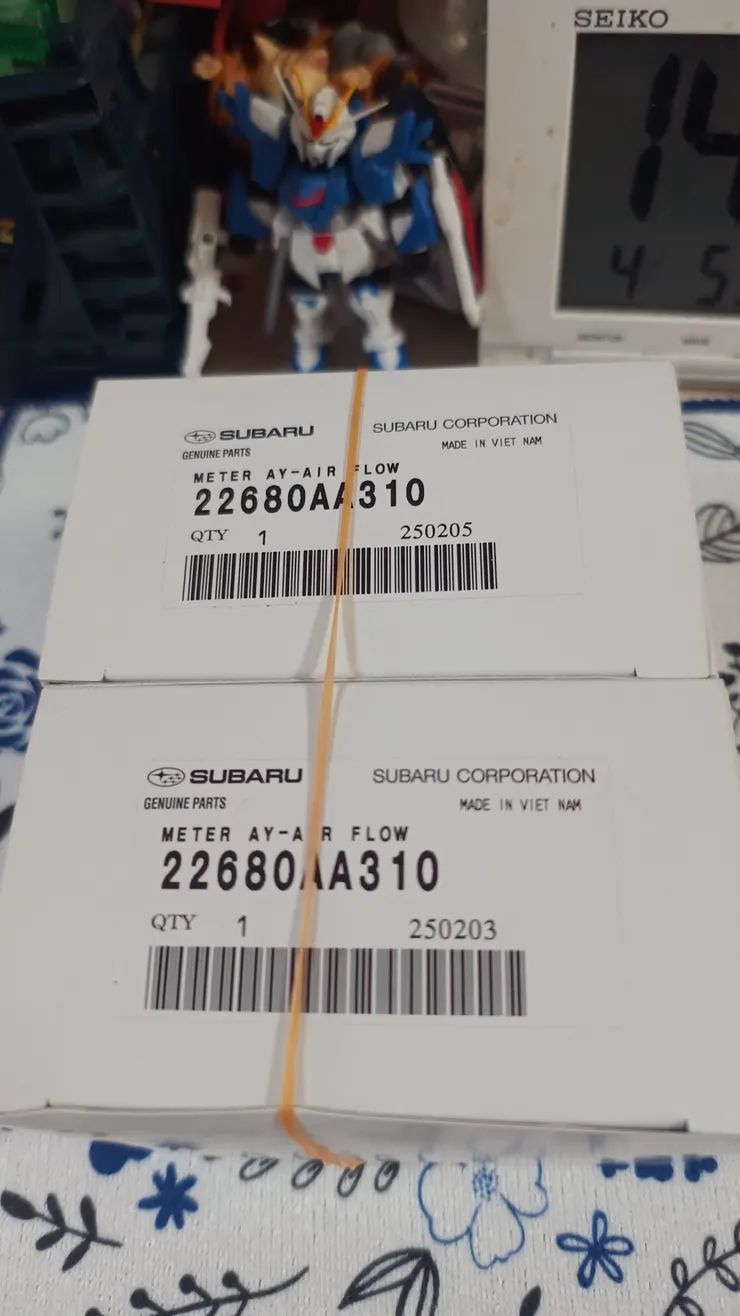 SEIKO
14
4 5
SUBARU SUBARU CORPORATION
GENUINE PARTS MADE IN VIET NAM
METER AY-AIR FLOW
22680AA310
QTY 1 250205
SUBARU SUBARU CORPORATION
GENUINE PARTS MADE IN VIET NAM
METER AY-AIR FLOW
22680AA310
QTY 1 250203